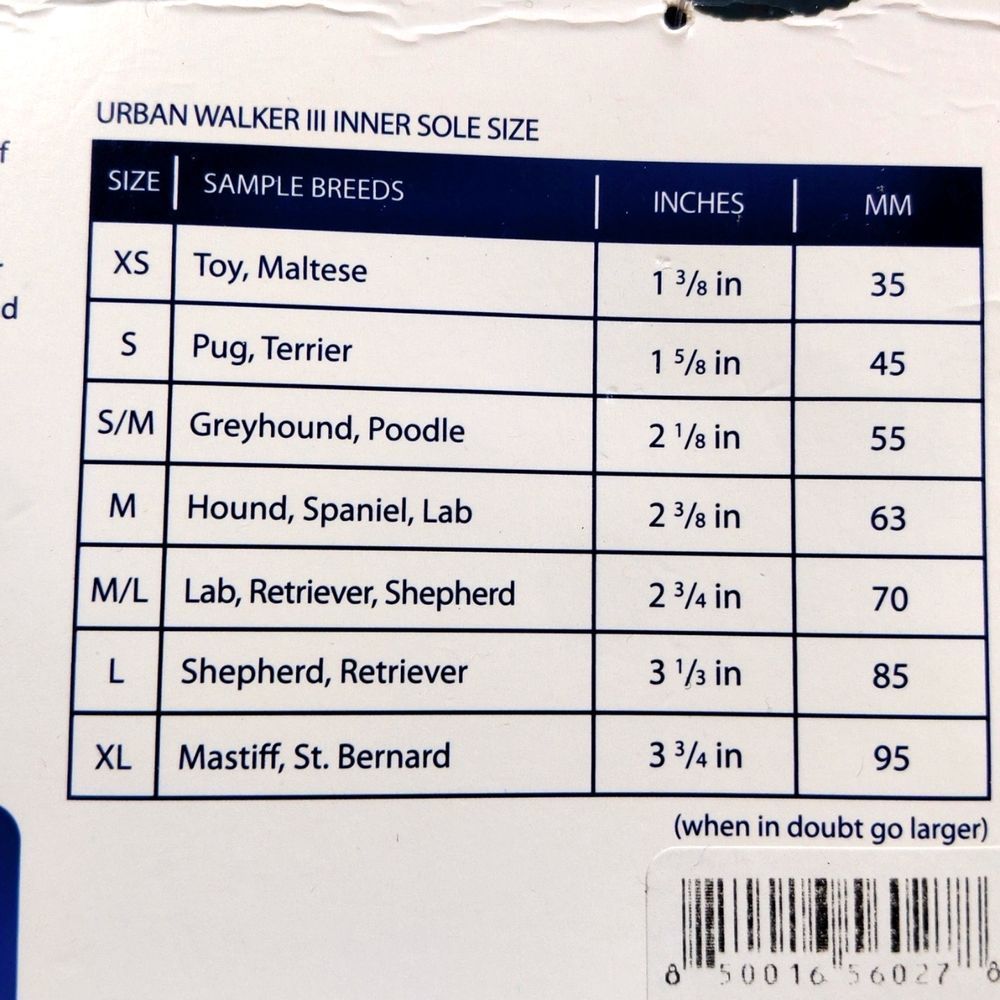 URBAN WALKER III INNER SOLE SIZE
SIZE SAMPLE BREEDS INCHES MM
XS Toy, Maltese 1 3/8 in 35
S Pug, Terrier 1 5/8 in 45
S/M Greyhound, Poodle 2 1/8 in 55
M Hound, Spaniel, Lab 2 3/8 in 63
M/L Lab, Retriever, Shepherd 2 3/4 in 70
L Shepherd, Retriever 3 1/3 in 85
XL Mastiff, St. Bernard 3 3/4 in 95
(when in doubt go larger)
8 50016 56027 8